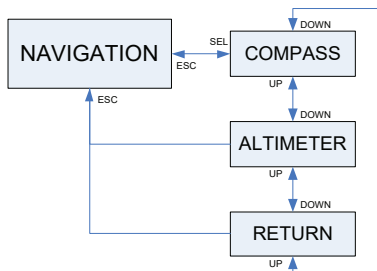 DOWN
NAVIGATION
SEL
COMPASS
ESC
UP
ESC
DOWN
ALTIMETER
UP
DOWN
RETURN
UP